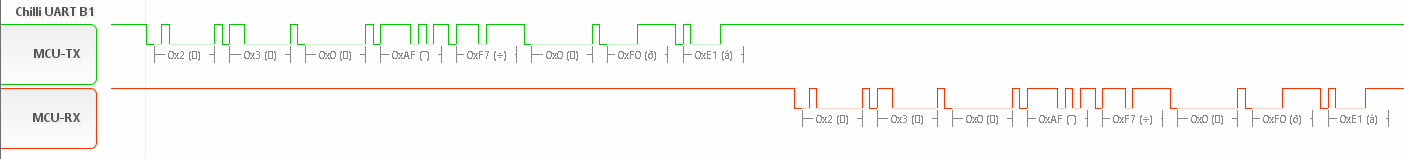 Chilli UART B1
MCU-TX
0x2 (▯) 0x3 (▯) 0x0 (▯) 0xAF (¯) 0xF7 (÷) 0x0 (▯) 0xF0 (ð) 0xE1 (á)
MCU-RX
0x2 (▯) 0x3 (▯) 0x0 (▯) 0xAF (¯) 0xF7 (÷) 0x0 (▯) 0xF0 (ð) 0xE1 (á)